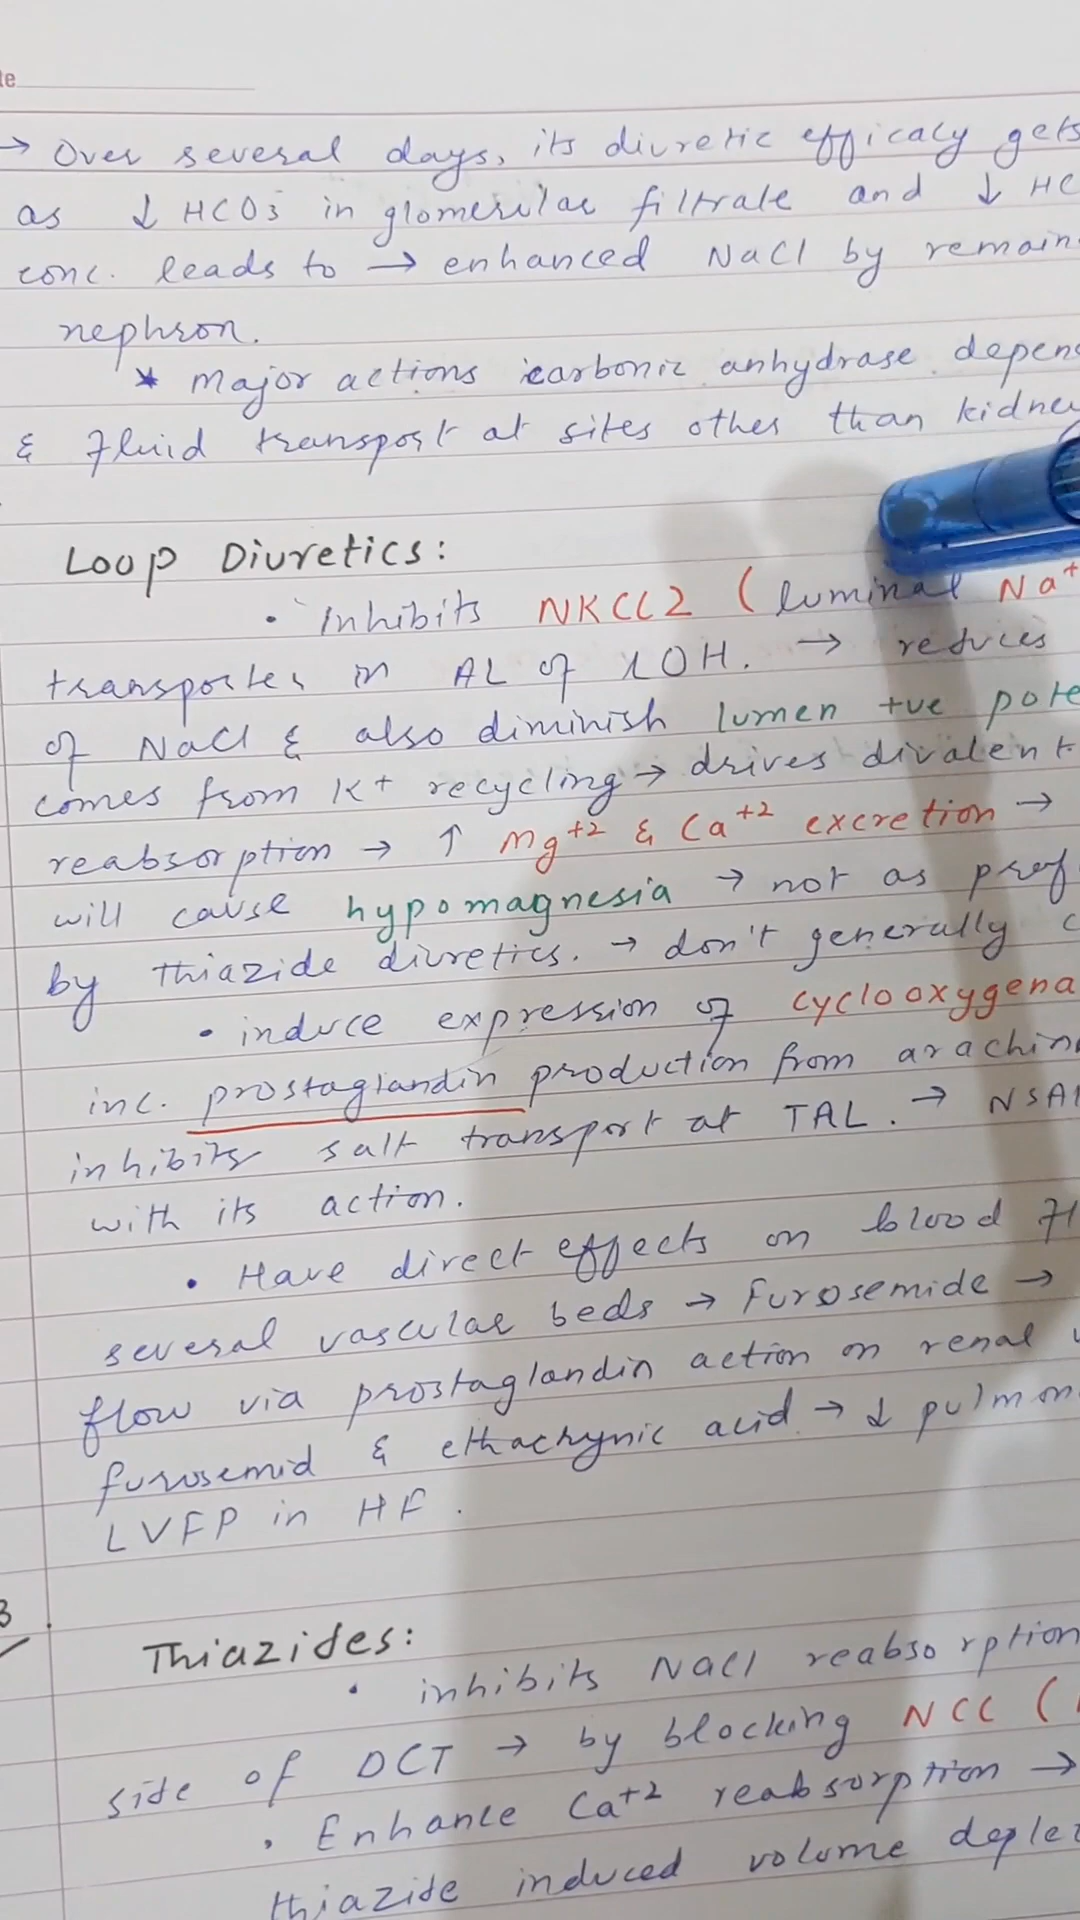 te
→ Over several days, its diuretic efficacy gets
as ↓ HCO3 in glomerular filtrate and ↓ HC
conc. leads to → enhanced NaCl by remain
nephron.
* Major actions carbonic anhydrase depen
& fluid transport at sites other than kidney
Loop Diuretics:
• Inhibits NKCC2 ( luminal Na+
transporter in AL of LOH. → reduces
of NaCl & also diminish lumen +ve pote
comes from K+ recycling → drives divalent
reabsorption → ↑ Mg+2 & Ca+2 excretion →
will cause hypomagnesia → not as prof
by thiazide diuretics. → don't generally c
• induce expression of cyclooxygena
inc. prostaglandin production from arachin
inhibits salt transport at TAL. → NSAI
with its action.
• Have direct effects on blood fl
several vascular beds → Furosemide →
flow via prostaglandin action on renal v
furosemid & ethacrynic acid → ↓ pulmon
LVFP in HF.
3
Thiazides:
• inhibits NaCl reabsorption
side of DCT → by blocking NCC (
• Enhance Ca+2 reabsorption →
thiazide induced volume deplet